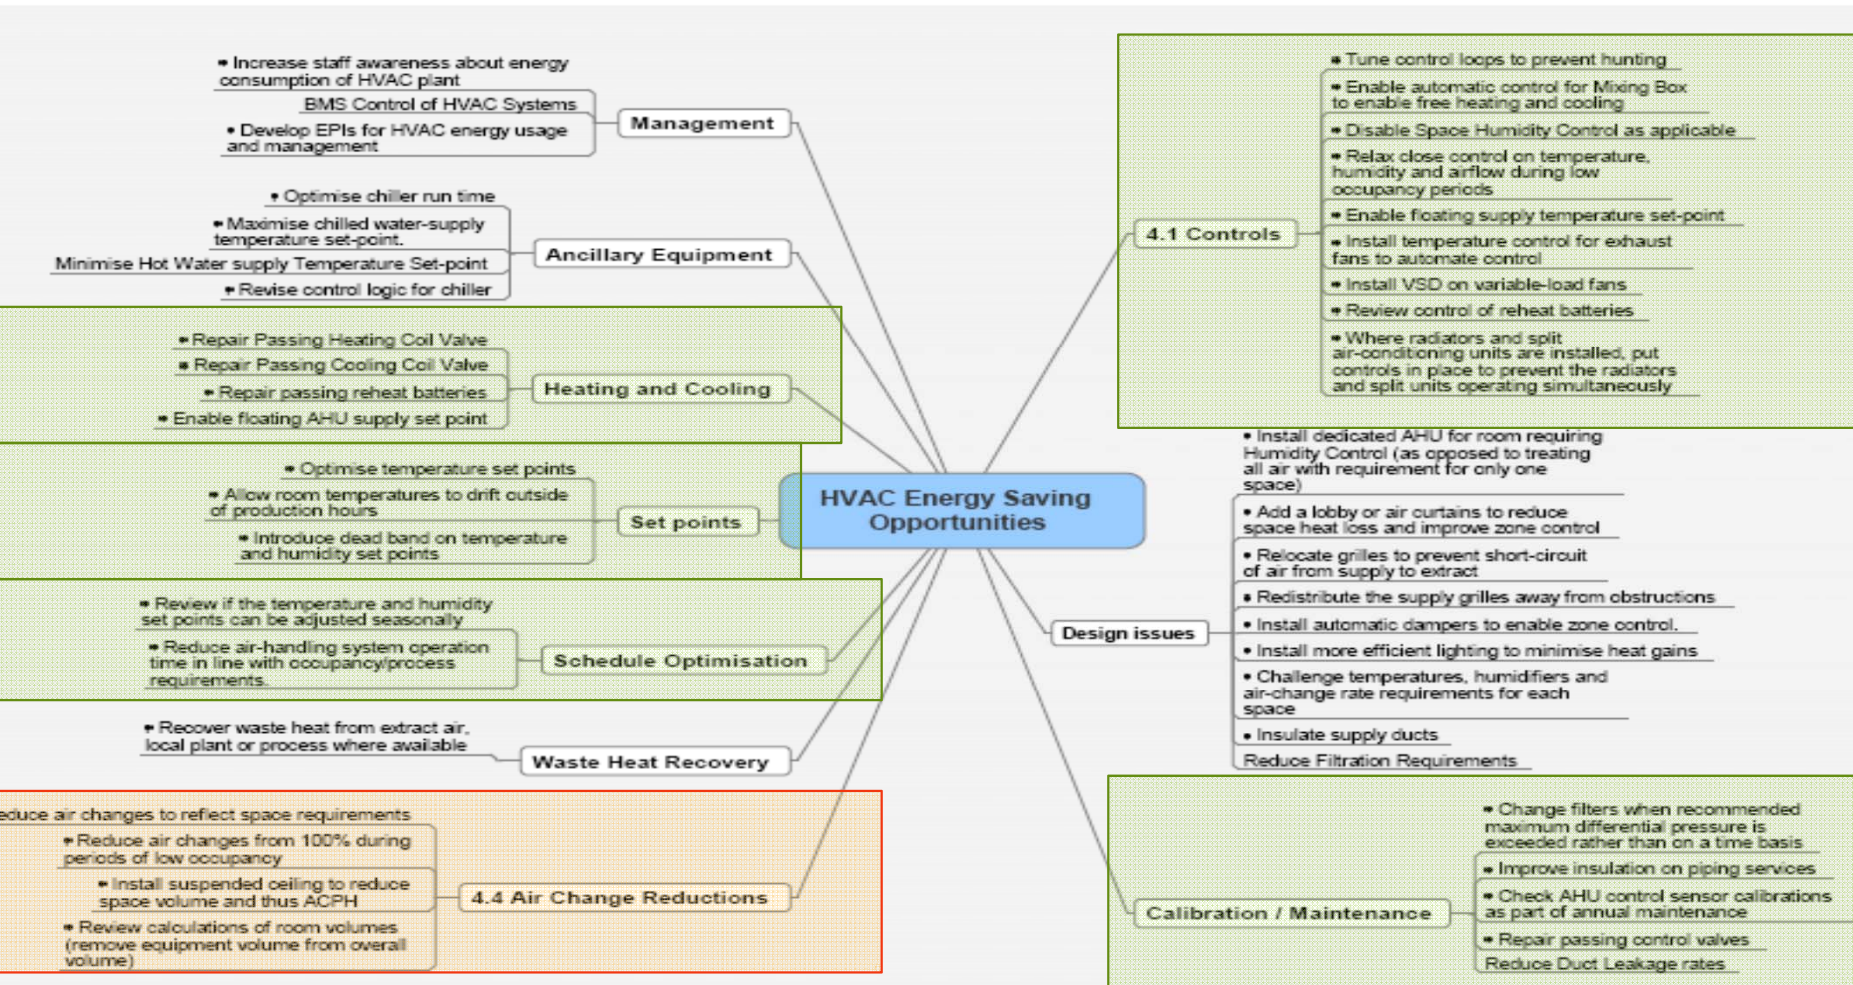 • Increase staff awareness about energy
consumption of HVAC plant
BMS Control of HVAC Systems
• Develop EPIs for HVAC energy usage
and management
Management
• Optimise chiller run time
• Maximise chilled water-supply
temperature set-point.
Minimise Hot Water supply Temperature Set-point
• Revise control logic for chiller
Ancillary Equipment
• Repair Passing Heating Coil Valve
• Repair Passing Cooling Coil Valve
• Repair passing reheat batteries
• Enable floating AHU supply set point
Heating and Cooling
• Optimise temperature set points
• Allow room temperatures to drift outside
of production hours
• Introduce dead band on temperature
and humidity set points
Set points
• Review if the temperature and humidity
set points can be adjusted seasonally
• Reduce air-handling system operation
time in line with occupancy/process
requirements.
Schedule Optimisation
• Recover waste heat from extract air,
local plant or process where available
Waste Heat Recovery
educe air changes to reflect space requirements
• Reduce air changes from 100% during
periods of low occupancy
• Install suspended ceiling to reduce
space volume and thus ACPH
• Review calculations of room volumes
(remove equipment volume from overall
volume)
4.4 Air Change Reductions
HVAC Energy Saving
Opportunities
4.1 Controls
• Tune control loops to prevent hunting
• Enable automatic control for Mixing Box
to enable free heating and cooling
• Disable Space Humidity Control as applicable
• Relax close control on temperature,
humidity and airflow during low
occupancy periods
• Enable floating supply temperature set-point
• Install temperature control for exhaust
fans to automate control
• Install VSD on variable-load fans
• Review control of reheat batteries
• Where radiators and split
air-conditioning units are installed, put
controls in place to prevent the radiators
and split units operating simultaneously
Design issues
• Install dedicated AHU for room requiring
Humidity Control (as opposed to treating
all air with requirement for only one
space)
• Add a lobby or air curtains to reduce
space heat loss and improve zone control
• Relocate grilles to prevent short-circuit
of air from supply to extract
• Redistribute the supply grilles away from obstructions
• Install automatic dampers to enable zone control.
• Install more efficient lighting to minimise heat gains
• Challenge temperatures, humidifiers and
air-change rate requirements for each
space
• Insulate supply ducts
Reduce Filtration Requirements
Calibration / Maintenance
• Change filters when recommended
maximum differential pressure is
exceeded rather than on a time basis
• Improve insulation on piping services
• Check AHU control sensor calibrations
as part of annual maintenance
• Repair passing control valves
Reduce Duct Leakage rates